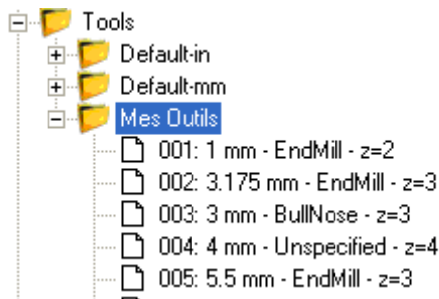 Tools
Default-in
Default-mm
Mes Outils
001: 1 mm - EndMill - z=2
002: 3.175 mm - EndMill - z=3
003: 3 mm - BullNose - z=3
004: 4 mm - Unspecified - z=4
005: 5.5 mm - EndMill - z=3